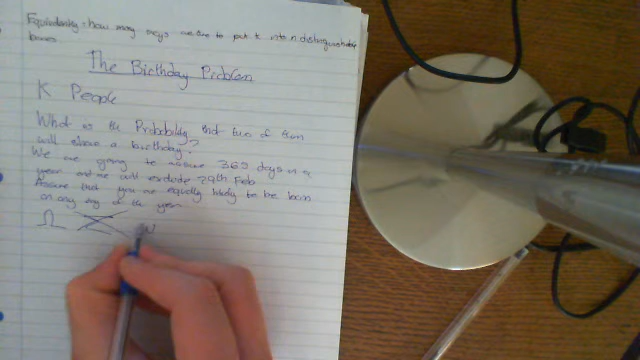 Equivalently: how many ways are there to put k into n distinguishable
boxes
The Birthday Problem
K People
What is the Probability that two of them
will share a birthday?
We are going to assume 365 days in a
year and we will exclude 29th Feb
Assume that you are equally likely to be born
on any day of the year
Ω